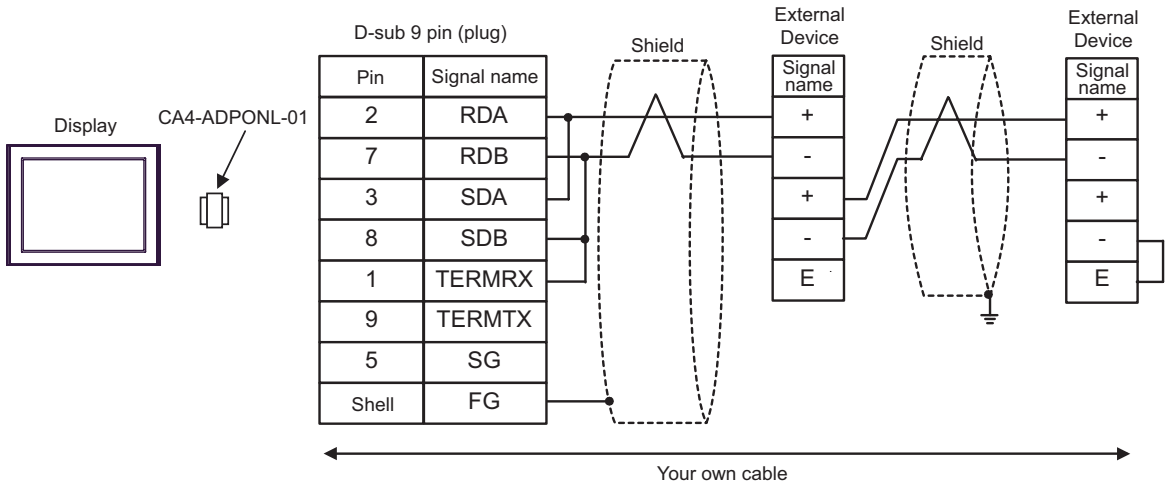 Display
CA4-ADPONL-01
D-sub 9 pin (plug)
Pin Signal name
2 RDA
7 RDB
3 SDA
8 SDB
1 TERMRX
9 TERMTX
5 SG
Shell FG
Shield
External
Device
Signal
name
+
-
+
-
E
Shield
External
Device
Signal
name
+
-
+
-
E
Your own cable